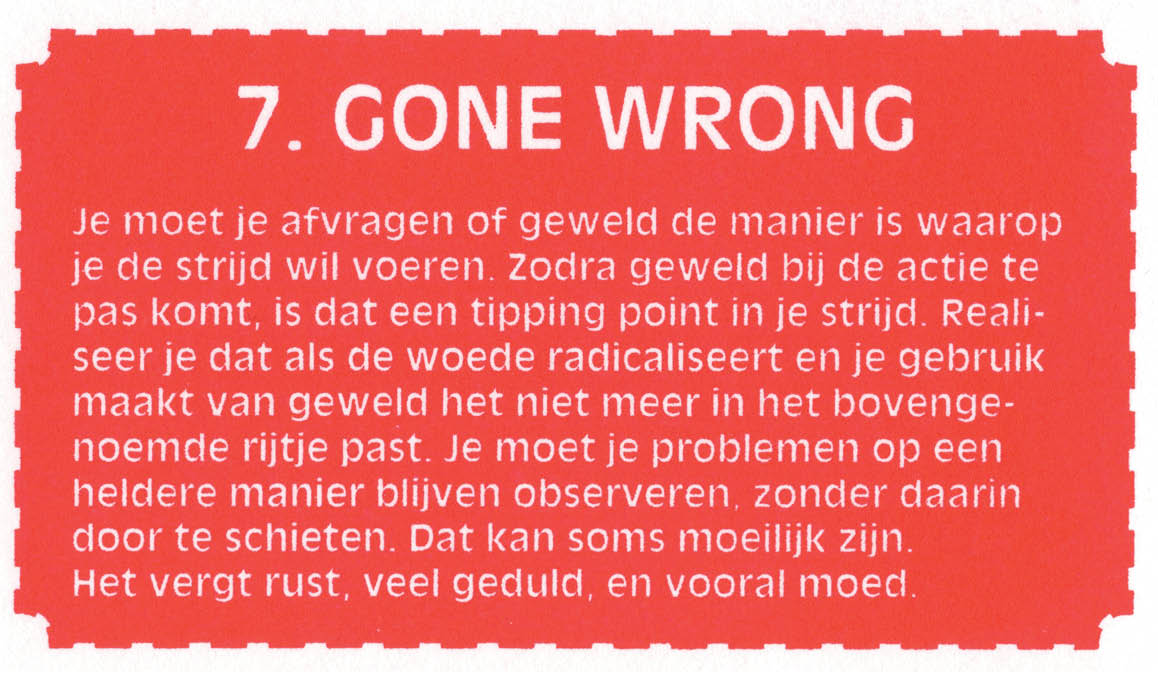 7. GONE WRONG
Je moet je afvragen of geweld de manier is waarop
je de strijd wil voeren. Zodra geweld bij de actie te
pas komt, is dat een tipping point in je strijd. Reali-
seer je dat als de woede radicaliseert en je gebruik
maakt van geweld het niet meer in het bovenge-
noemde rijtje past. Je moet je problemen op een
heldere manier blijven observeren, zonder daarin
door te schieten. Dat kan soms moeilijk zijn.
Het vergt rust, veel geduld, en vooral moed.